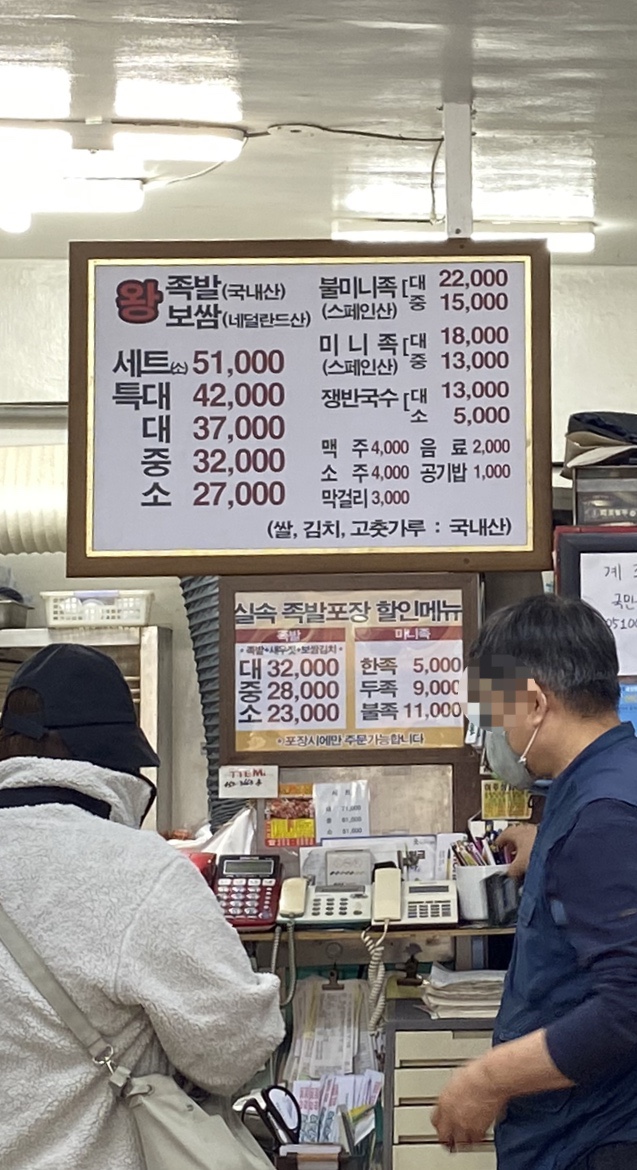 왕 족발(국내산)
보쌈(네덜란드산)
세트(소) 51,000
특대 42,000
대 37,000
중 32,000
소 27,000
불미니족 [대 22,000
(스페인산) 중 15,000
미니족 [대 18,000
(스페인산) 중 13,000
쟁반국수 [대 13,000
소 5,000
맥주 4,000 음료 2,000
소주 4,000 공기밥 1,000
막걸리 3,000
(쌀, 김치, 고춧가루 : 국내산)
실속 족발포장 할인메뉴
족발
*족발+새우젓+보쌈김치*
대 32,000
중 28,000
소 23,000
미니족
한족 5,000
두족 9,000
불족 11,000
*포장시에만 주문가능합니다
계
국민